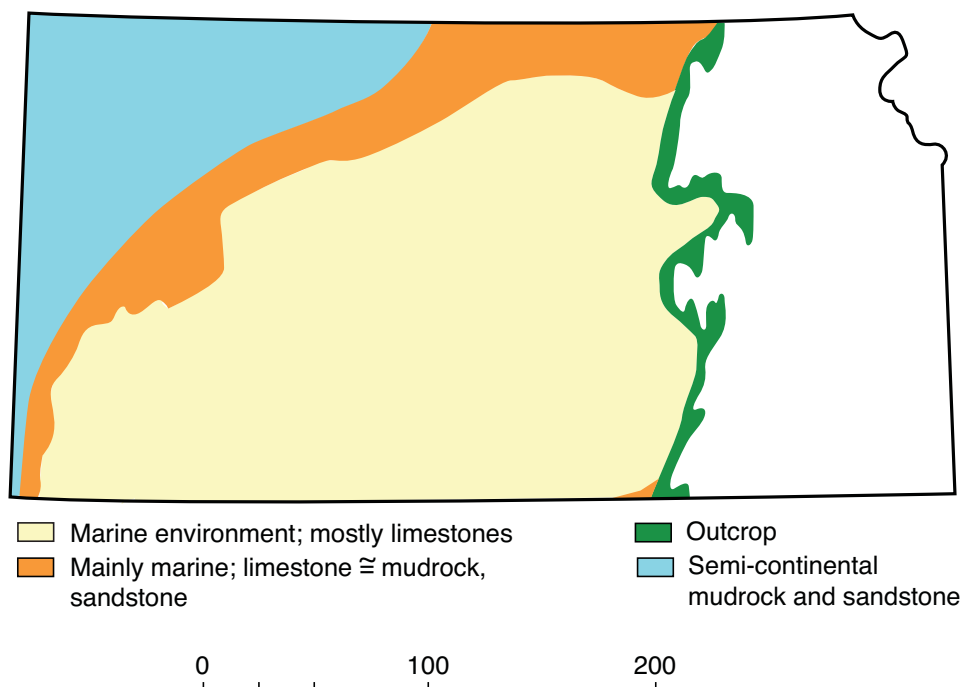 Marine environment; mostly limestones
Mainly marine; limestone ≅ mudrock,
sandstone
Outcrop
Semi-continental
mudrock and sandstone
0 100 200